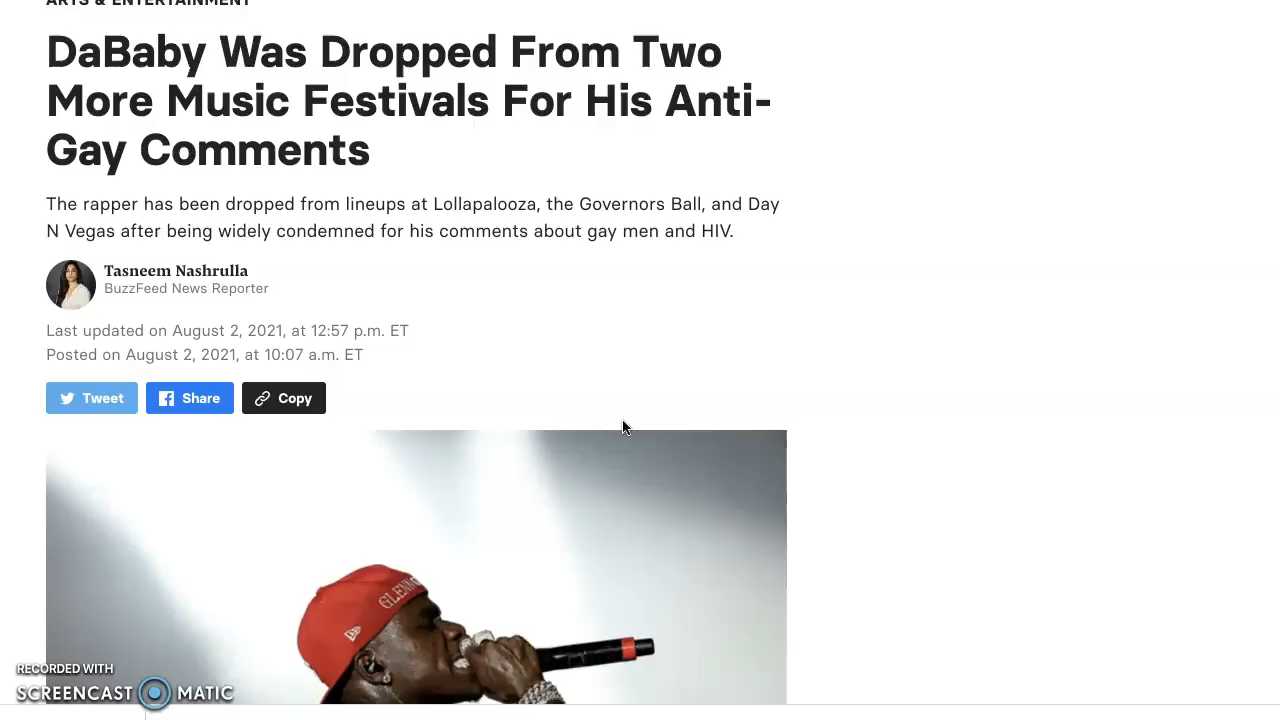 ARTS & ENTERTAINMENT
DaBaby Was Dropped From Two
More Music Festivals For His Anti-
Gay Comments
The rapper has been dropped from lineups at Lollapalooza, the Governors Ball, and Day
N Vegas after being widely condemned for his comments about gay men and HIV.
Tasneem Nashrulla
BuzzFeed News Reporter
Last updated on August 2, 2021, at 12:57 p.m. ET
Posted on August 2, 2021, at 10:07 a.m. ET
Tweet Share Copy
RECORDED WITH
SCREENCAST MATIC